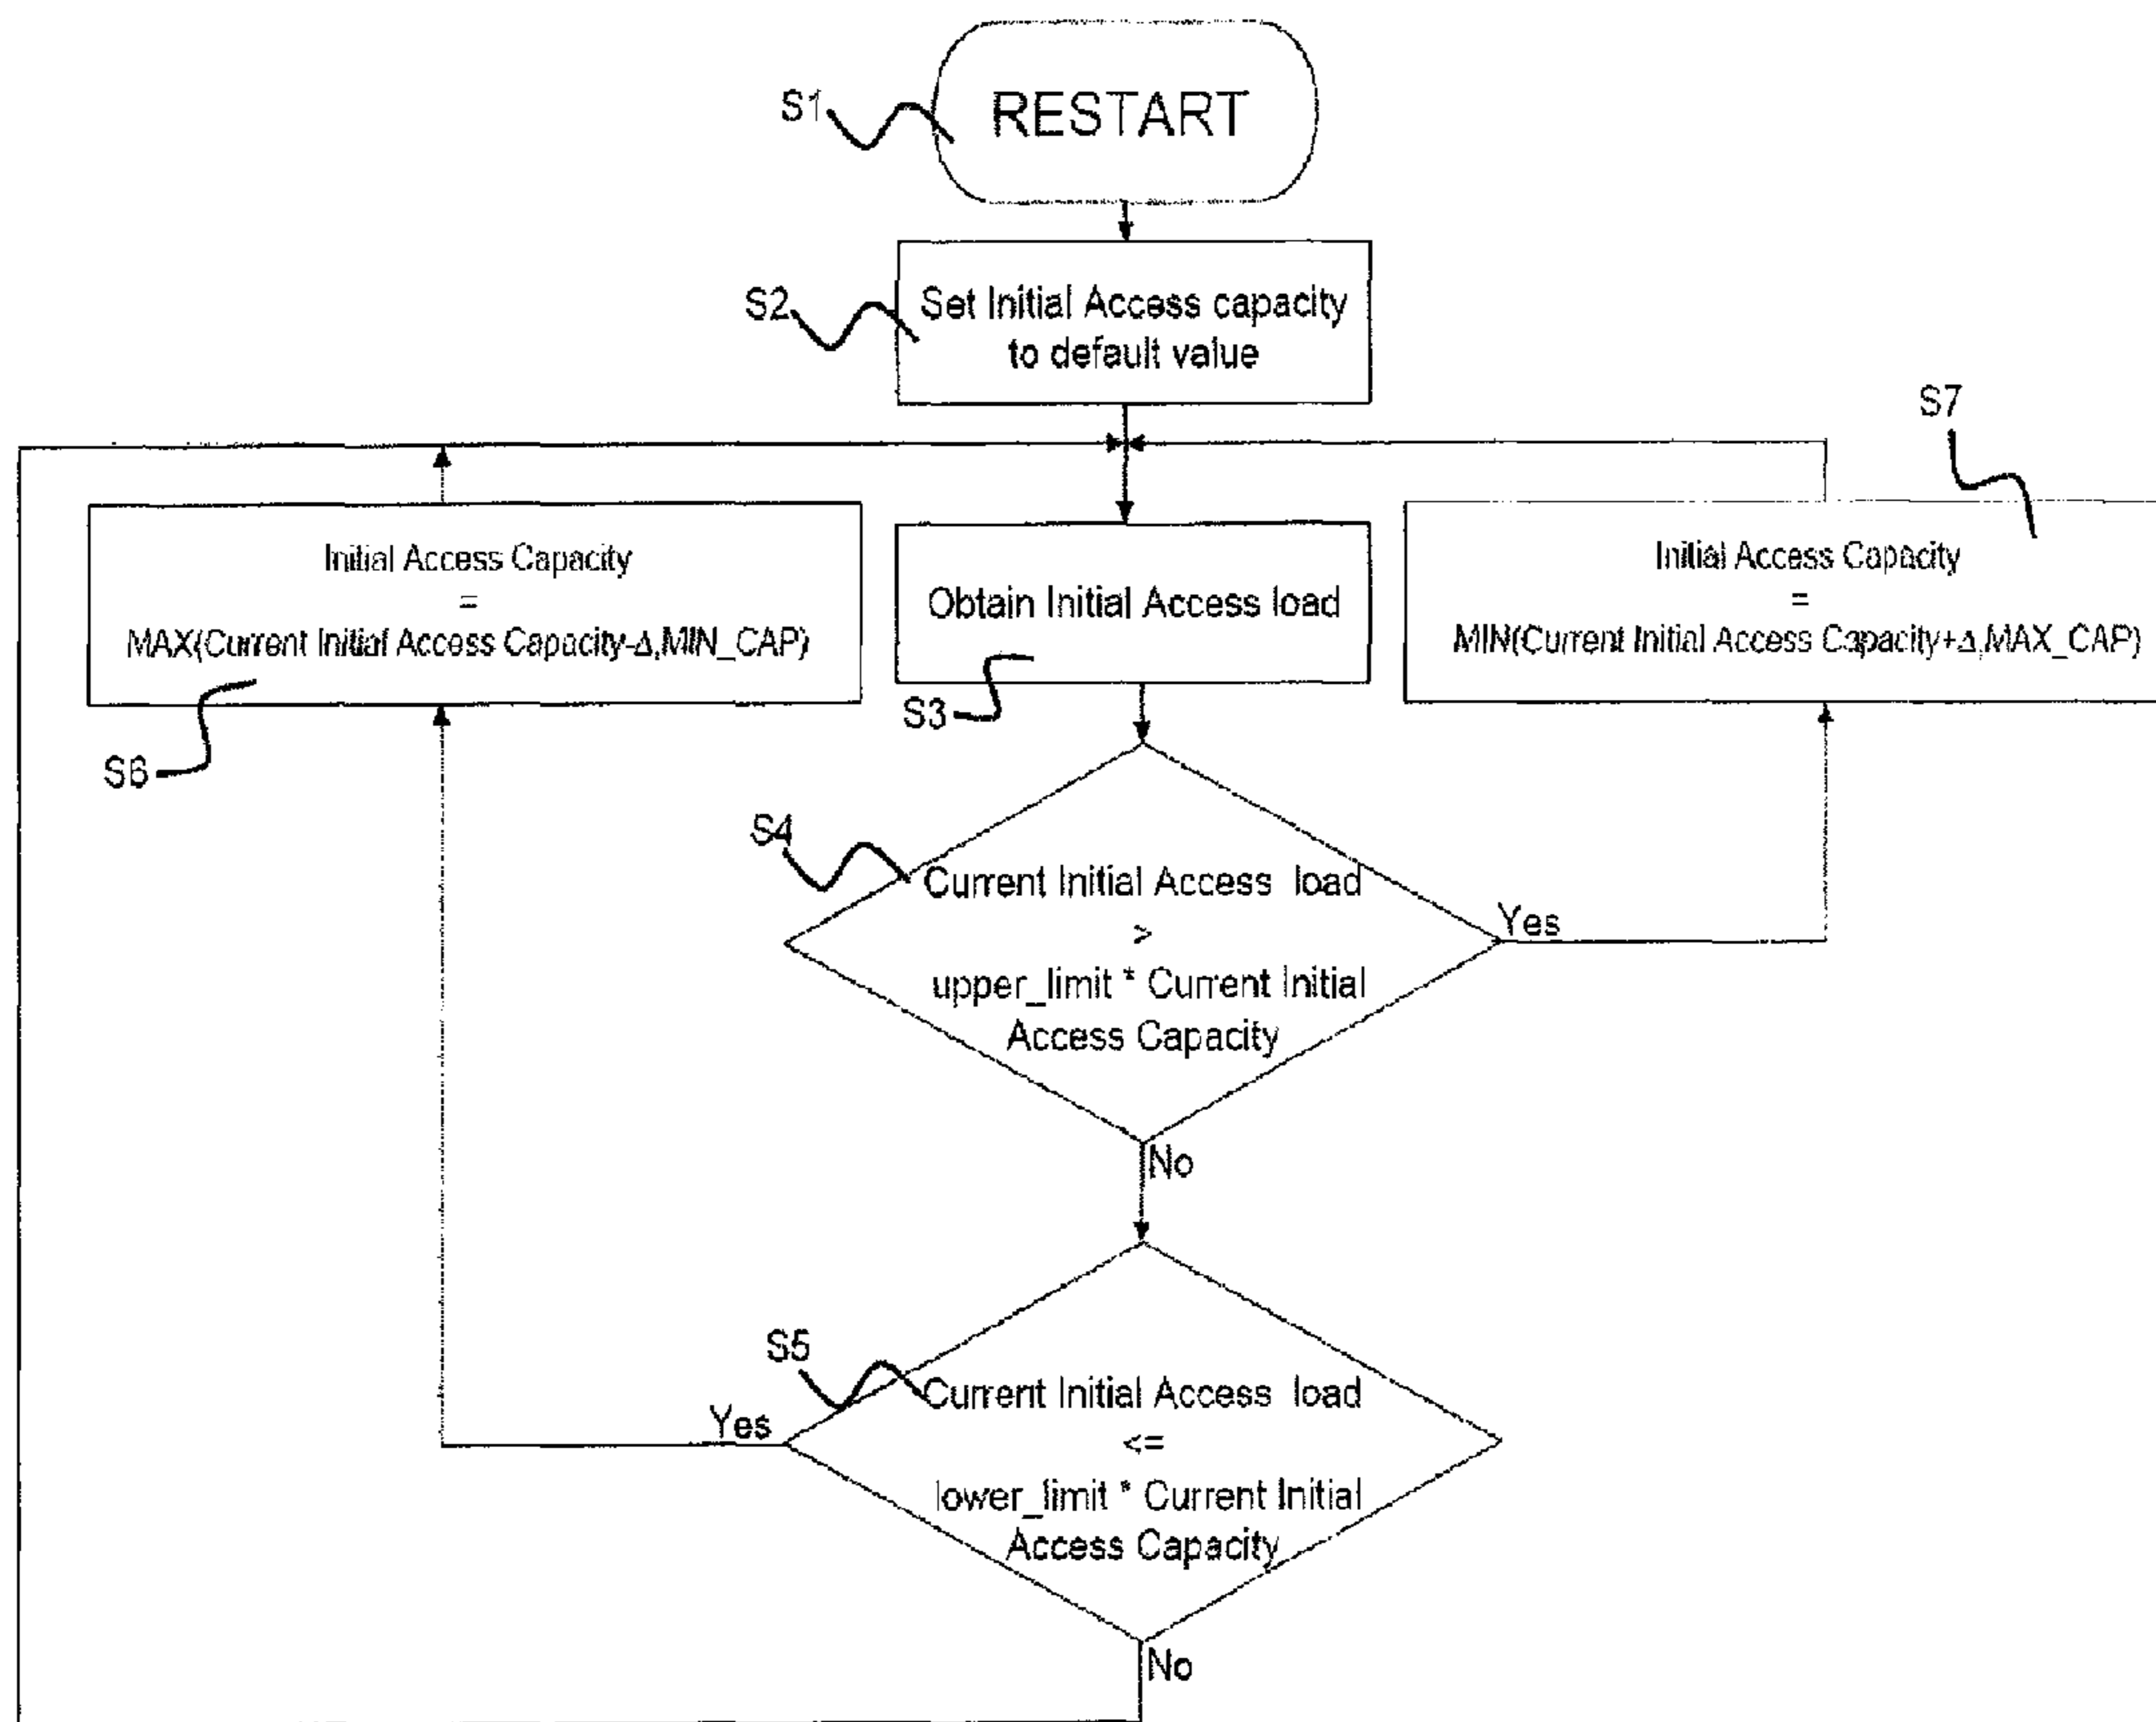 S1
RESTART
S2
Set Initial Access capacity
to default value
S7
Initial Access Capacity
=
MAX(Current Initial Access Capacity-Δ,MIN_CAP)
S6
Obtain Initial Access load
S3
Initial Access Capacity
=
MIN(Current Initial Access Capacity+Δ,MAX_CAP)
S4
Current Initial Access load
>
upper_limit * Current Initial
Access Capacity
Yes
No
S5
Current Initial Access load
<=
lower_limit * Current Initial
Access Capacity
Yes
No